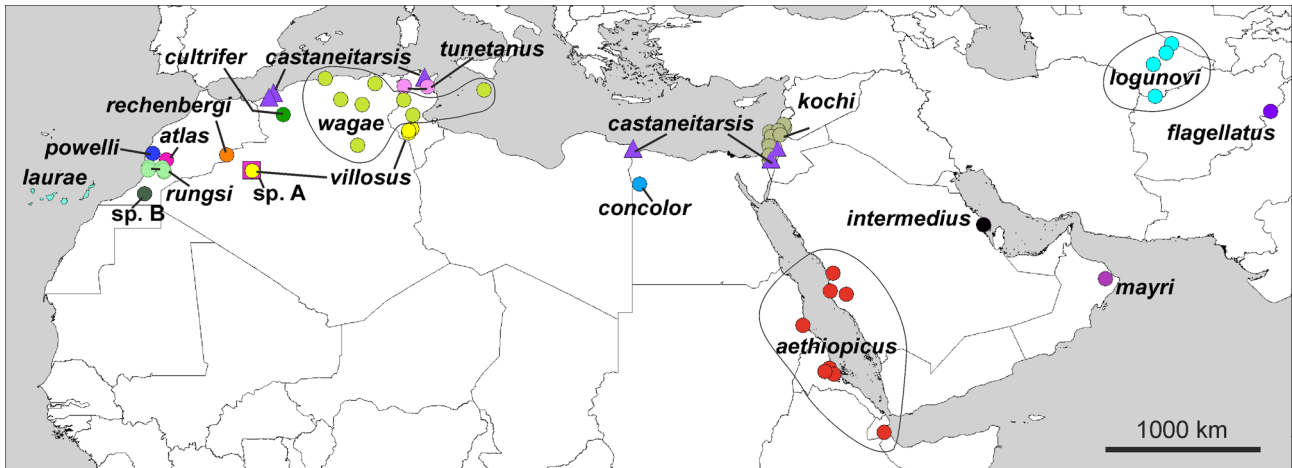 cultrifer
castaneitarsis
tunetanus
rechenbergi
wagae
powelli
atlas
laurae
rungsi
sp. A
sp. B
villosus
castaneitarsis
kochi
concolor
logunovi
flagellatus
intermedius
mayri
aethiopicus
1000 km